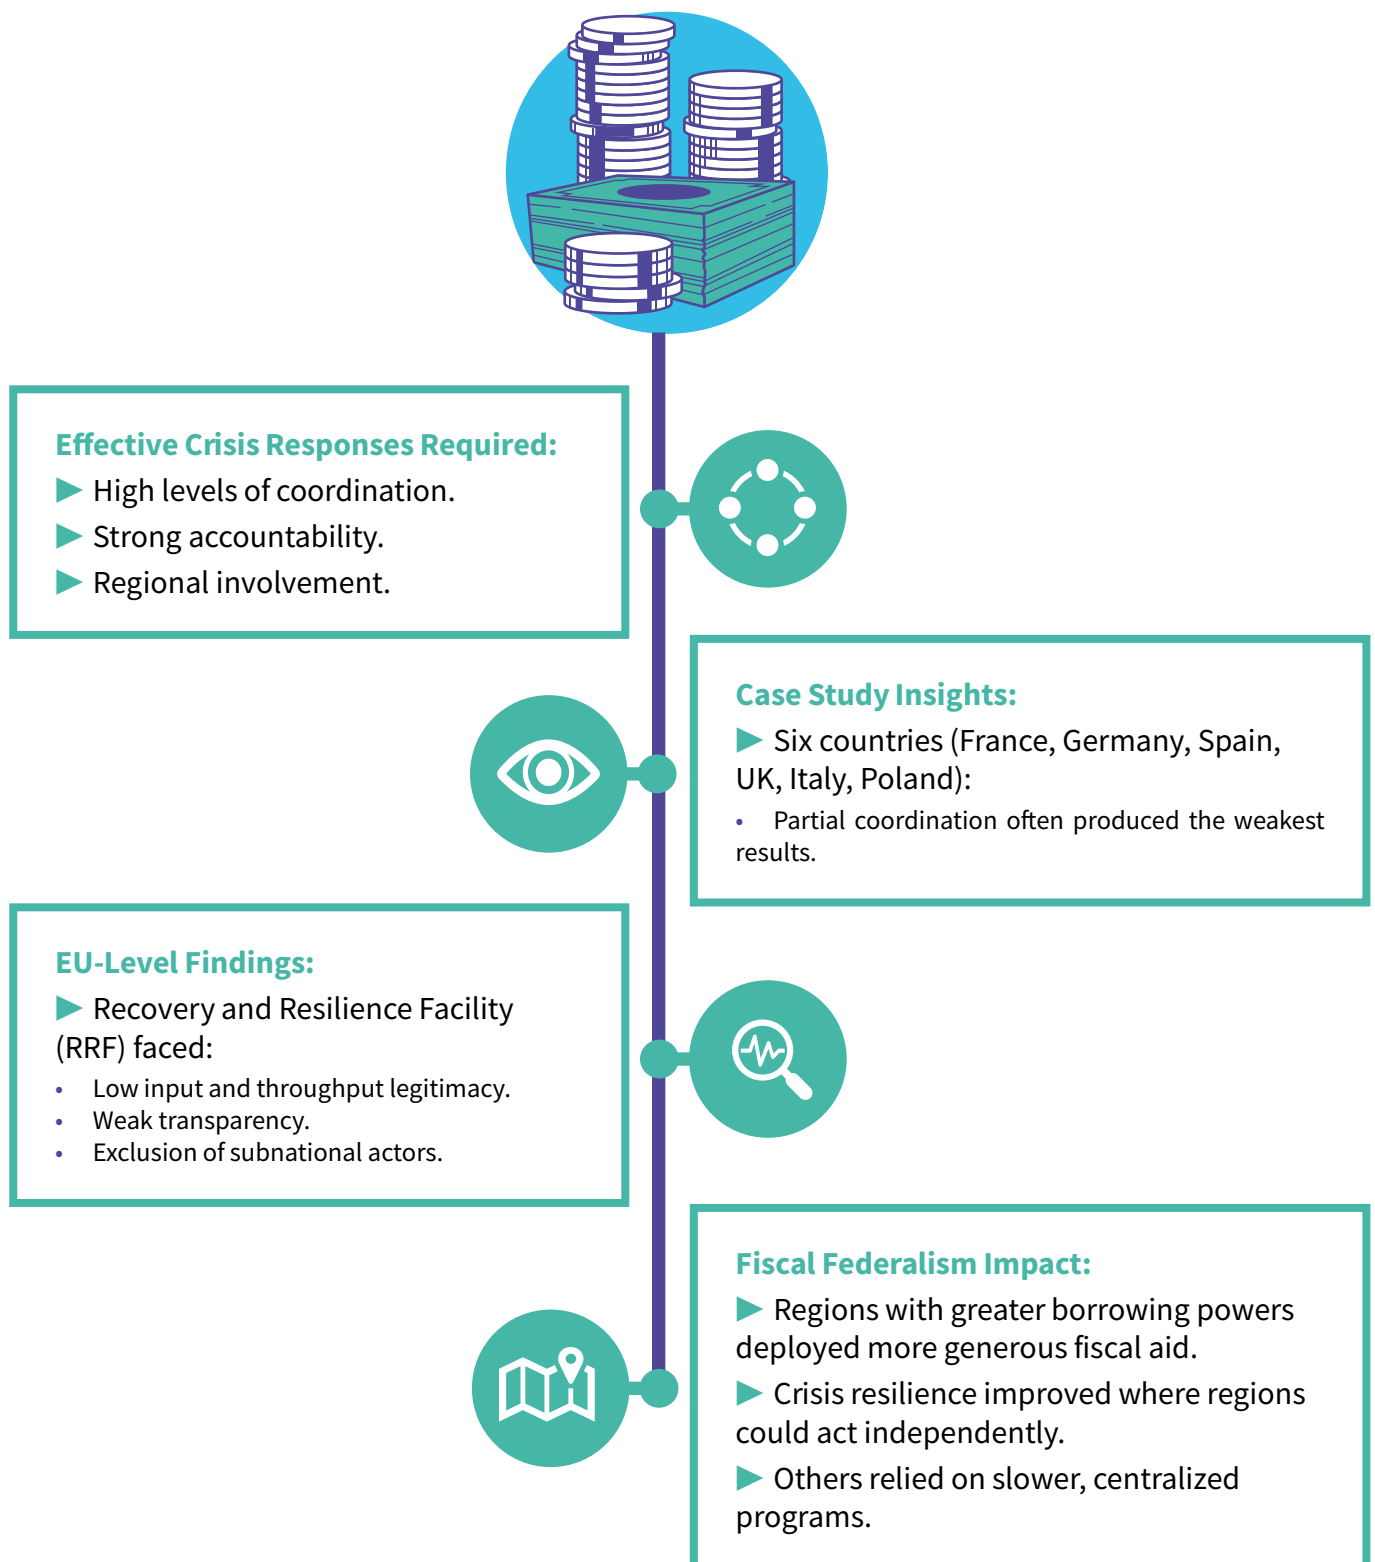 Effective Crisis Responses Required:
▶ High levels of coordination.
▶ Strong accountability.
▶ Regional involvement.
Case Study Insights:
▶ Six countries (France, Germany, Spain,
UK, Italy, Poland):
• Partial coordination often produced the weakest
results.
EU-Level Findings:
▶ Recovery and Resilience Facility
(RRF) faced:
• Low input and throughput legitimacy.
• Weak transparency.
• Exclusion of subnational actors.
Fiscal Federalism Impact:
▶ Regions with greater borrowing powers
deployed more generous fiscal aid.
▶ Crisis resilience improved where regions
could act independently.
▶ Others relied on slower, centralized
programs.